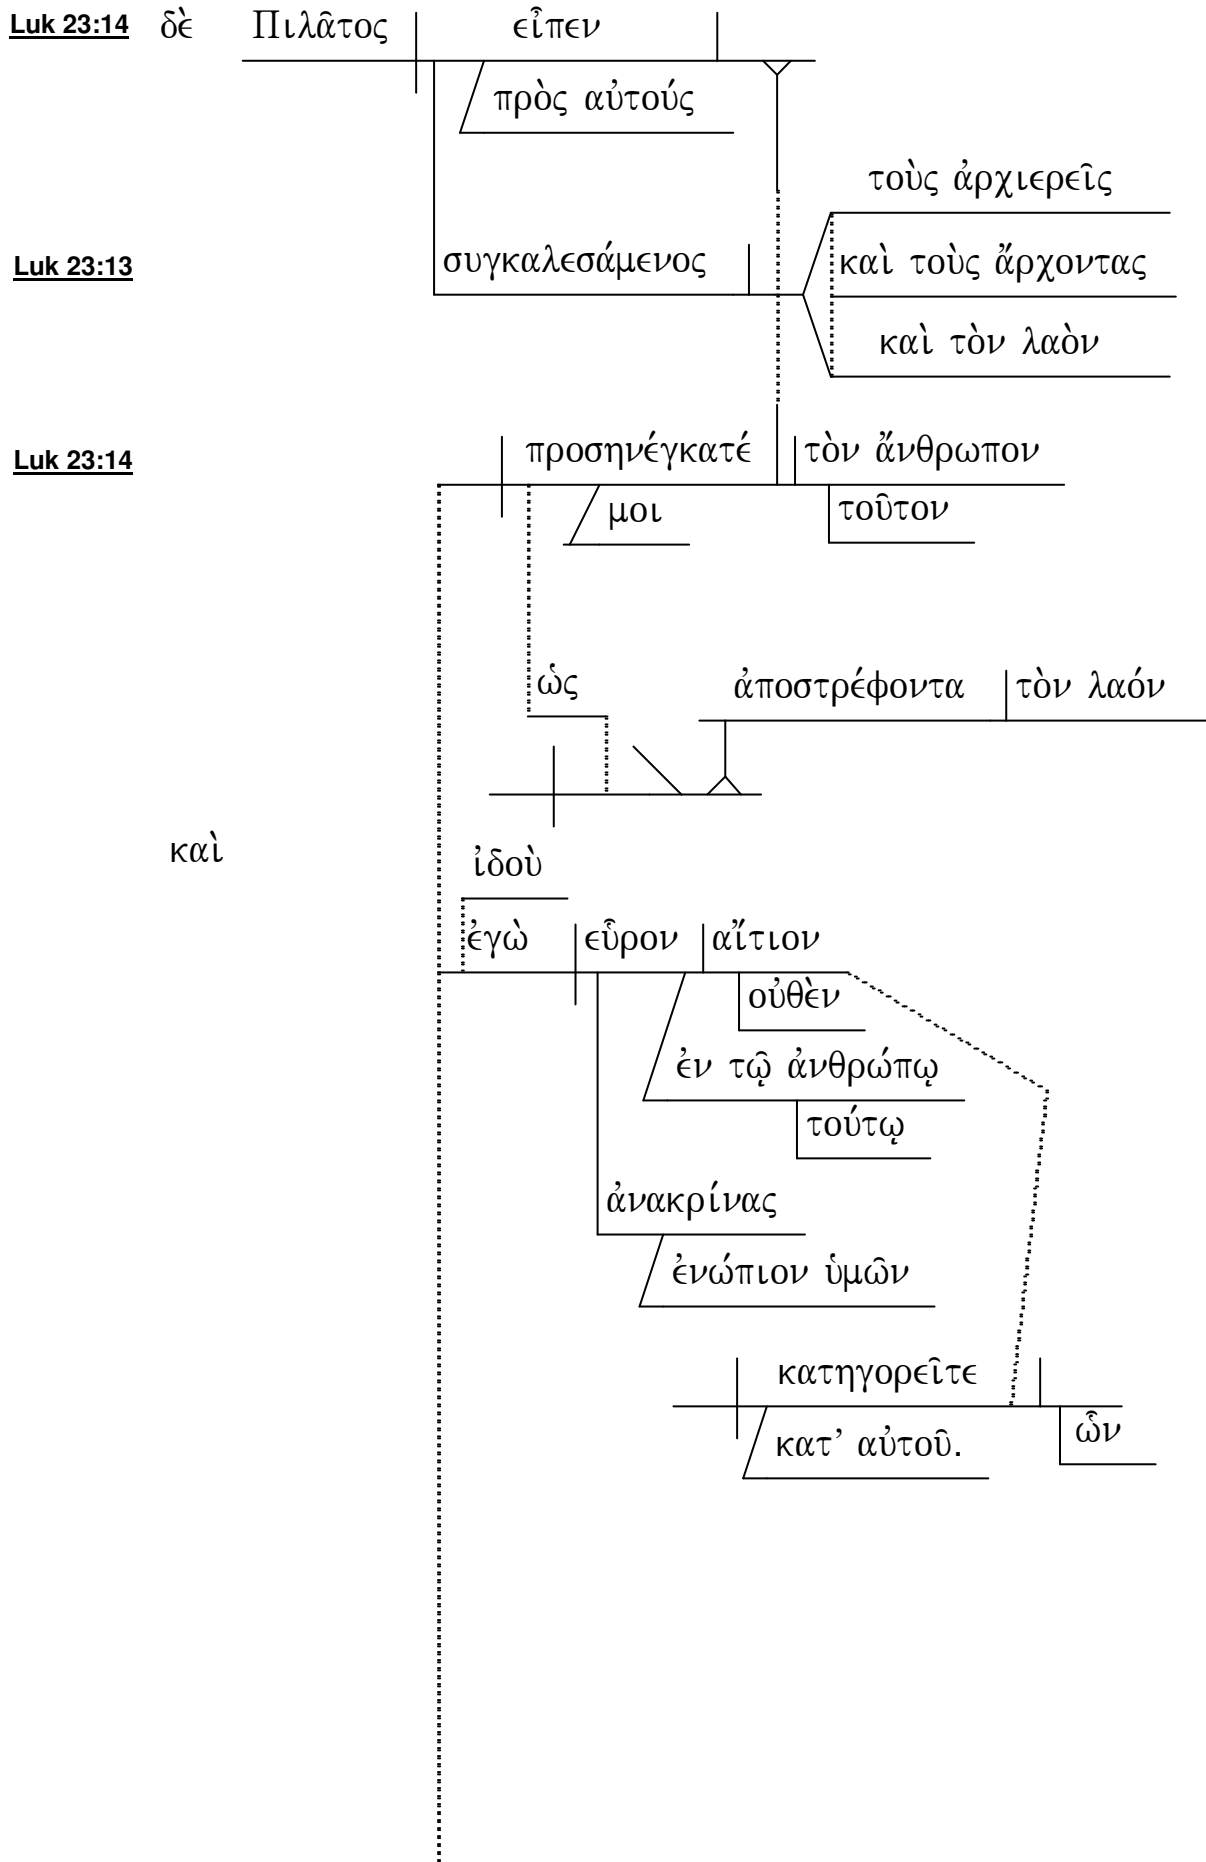 Luk 23:14 δὲ Πιλᾶτος εἶπεν
πρὸς αὐτούς
τοὺς ἀρχιερεῖς
Luk 23:13 συγκαλεσάμενος καὶ τοὺς ἄρχοντας
καὶ τὸν λαὸν
Luk 23:14 προσηνέγκατέ τὸν ἄνθρωπον
μοι τοῦτον
ὡς ἀποστρέφοντα τὸν λαόν
καὶ
ἰδοὺ
ἐγὼ εὗρον αἴτιον
οὐθὲν
ἐν τῷ ἀνθρώπῳ
τούτῳ
ἀνακρίνας
ἐνώπιον ὑμῶν
κατηγορεῖτε
κατ’ αὐτοῦ. ὧν